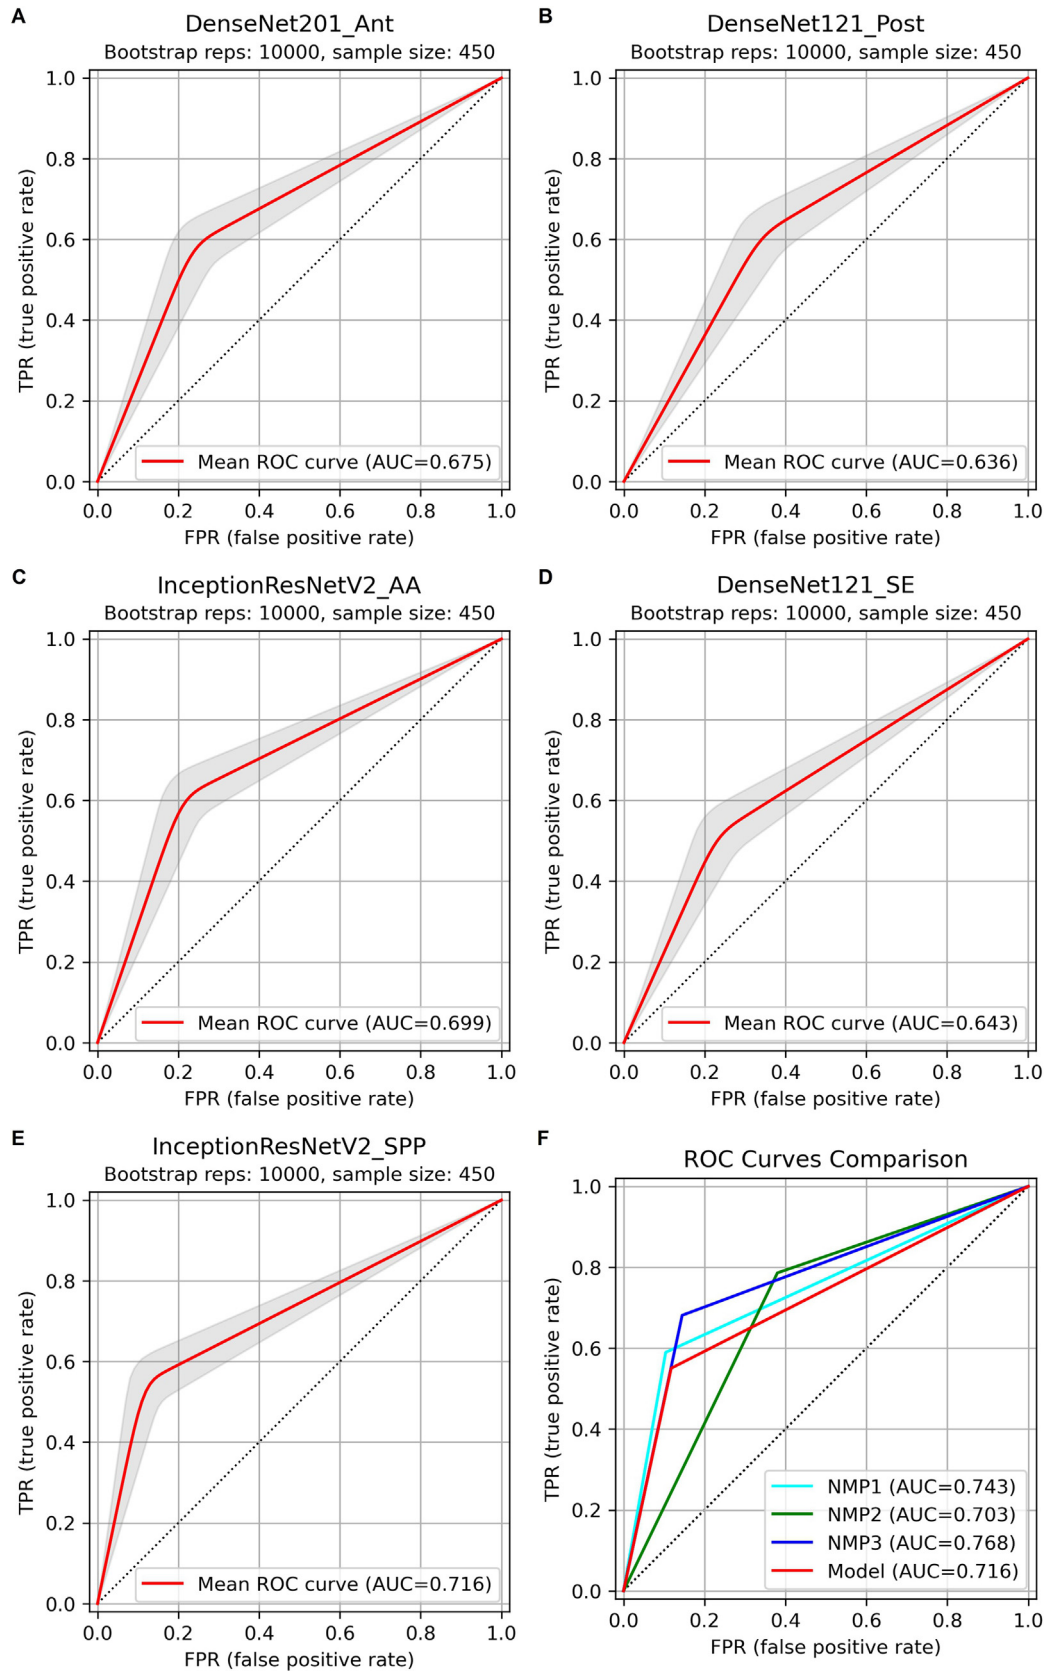 A
DenseNet201_Ant
Bootstrap reps: 10000, sample size: 450
1.0
0.8
0.6
0.4
0.2
0.0
TPR (true positive rate)
Mean ROC curve (AUC=0.675)
0.0 0.2 0.4 0.6 0.8 1.0
FPR (false positive rate)
B
DenseNet121_Post
Bootstrap reps: 10000, sample size: 450
1.0
0.8
0.6
0.4
0.2
0.0
TPR (true positive rate)
Mean ROC curve (AUC=0.636)
0.0 0.2 0.4 0.6 0.8 1.0
FPR (false positive rate)
C
InceptionResNetV2_AA
Bootstrap reps: 10000, sample size: 450
1.0
0.8
0.6
0.4
0.2
0.0
TPR (true positive rate)
Mean ROC curve (AUC=0.699)
0.0 0.2 0.4 0.6 0.8 1.0
FPR (false positive rate)
D
DenseNet121_SE
Bootstrap reps: 10000, sample size: 450
1.0
0.8
0.6
0.4
0.2
0.0
TPR (true positive rate)
Mean ROC curve (AUC=0.643)
0.0 0.2 0.4 0.6 0.8 1.0
FPR (false positive rate)
E
InceptionResNetV2_SPP
Bootstrap reps: 10000, sample size: 450
1.0
0.8
0.6
0.4
0.2
0.0
TPR (true positive rate)
Mean ROC curve (AUC=0.716)
0.0 0.2 0.4 0.6 0.8 1.0
FPR (false positive rate)
F
ROC Curves Comparison
1.0
0.8
0.6
0.4
0.2
0.0
TPR (true positive rate)
NMP1 (AUC=0.743)
NMP2 (AUC=0.703)
NMP3 (AUC=0.768)
Model (AUC=0.716)
0.0 0.2 0.4 0.6 0.8 1.0
FPR (false positive rate)